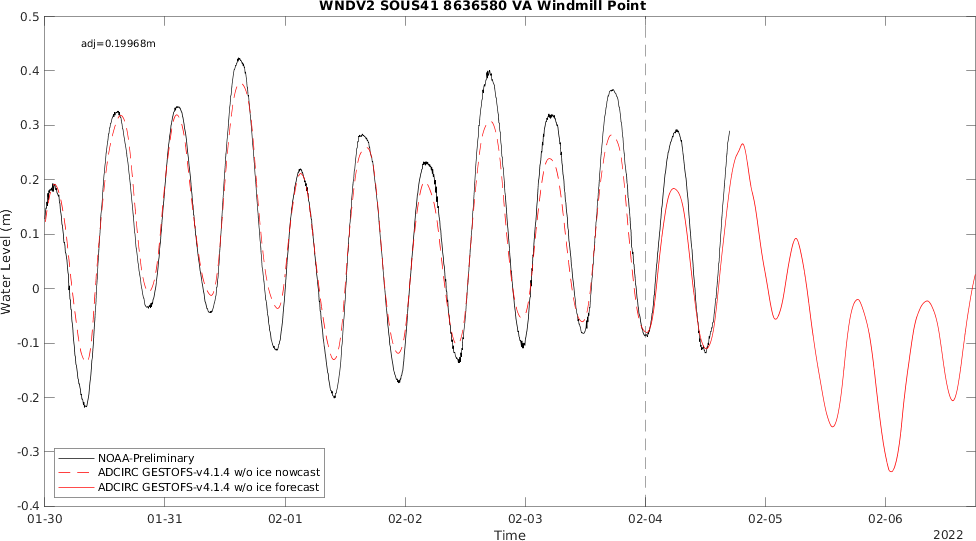 WNDV2 SOUS41 8636580 VA Windmill Point
adj=0.19968m
0.5
0.4
0.3
0.2
0.1
0
-0.1
-0.2
-0.3
-0.4
Water Level (m)
NOAA-Preliminary
ADCIRC GESTOFS-v4.1.4 w/o ice nowcast
ADCIRC GESTOFS-v4.1.4 w/o ice forecast
01-30 01-31 02-01 02-02 02-03 02-04 02-05 02-06
Time
2022